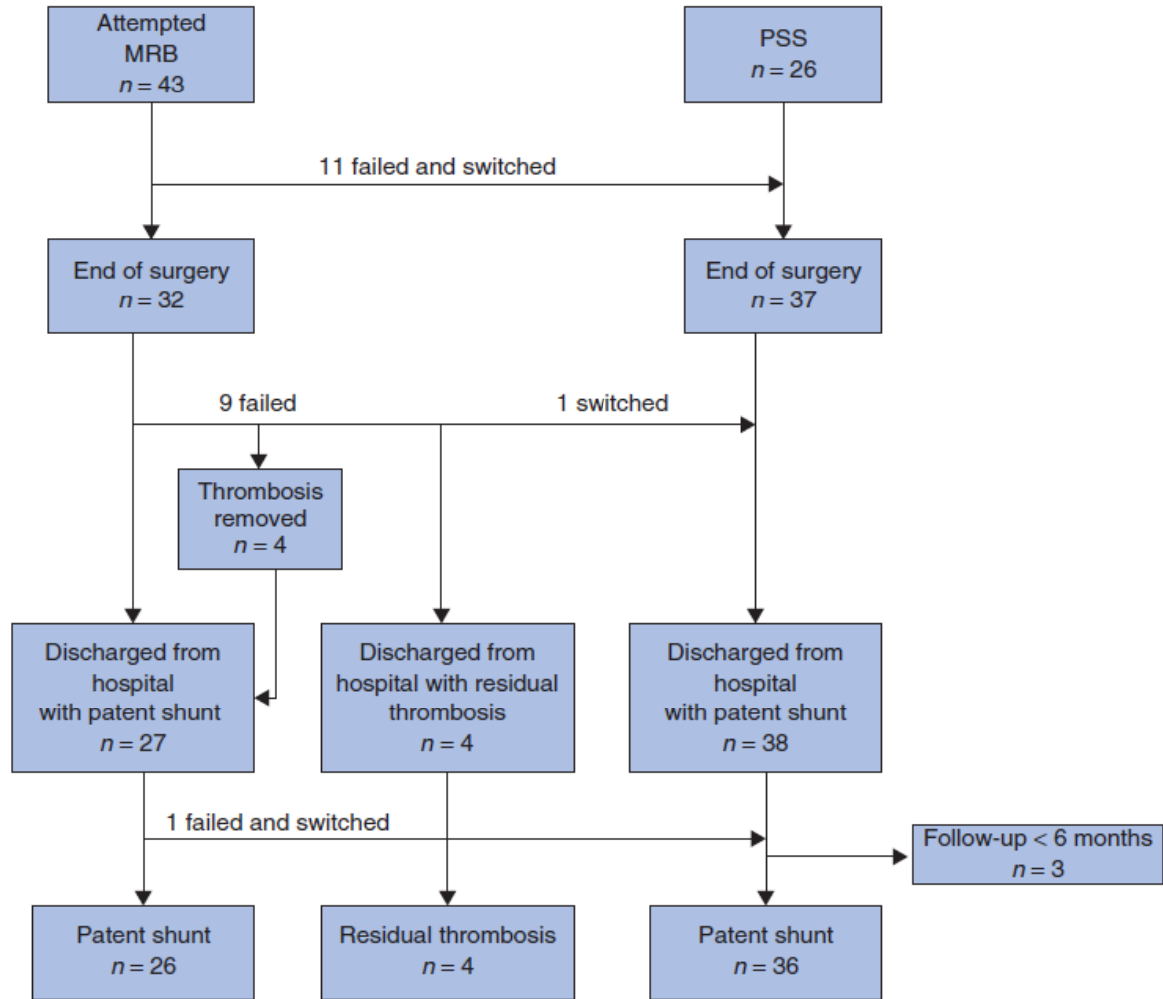 Attempted
MRB
n = 43
PSS
n = 26
11 failed and switched
End of surgery
n = 32
End of surgery
n = 37
9 failed
1 switched
Thrombosis
removed
n = 4
Discharged from
hospital
with patent shunt
n = 27
Discharged from
hospital with residual
thrombosis
n = 4
Discharged from
hospital
with patent shunt
n = 38
1 failed and switched
Follow-up < 6 months
n = 3
Patent shunt
n = 26
Residual thrombosis
n = 4
Patent shunt
n = 36